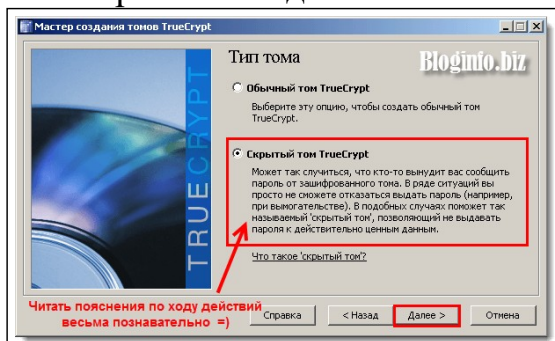 Мастер создания томов TrueCrypt
Тип тома
Bloginfo.biz
Обычный том TrueCrypt
Выберите эту опцию, чтобы создать обычный том
TrueCrypt.
Скрытый том TrueCrypt
Может так случиться, что кто-то вынудит вас сообщить
пароль от зашифрованного тома. В ряде ситуаций вы
просто не сможете отказаться выдать пароль (например,
при вымогательстве). В подобных случаях поможет так
называемый 'скрытый том', позволяющий не выдавать
пароля к действительно ценным данным.
Что такое 'скрытый том'?
TRUECRYPT
Читать пояснения по ходу действий
весьма познавательно =)
Справка
< Назад
Далее >
Отмена